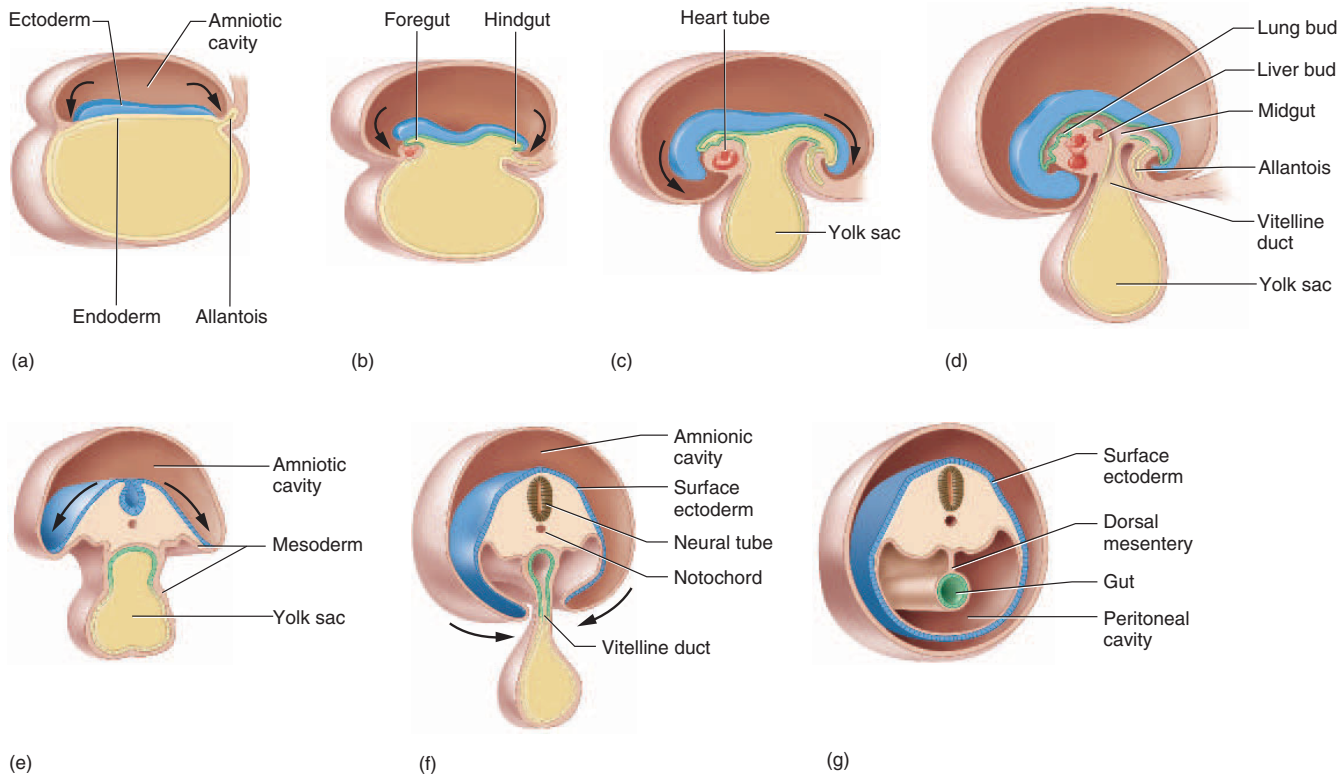 Ectoderm
Amniotic
cavity
Endoderm
Allantois
(a)
Foregut
Hindgut
(b)
Heart tube
Yolk sac
(c)
Lung bud
Liver bud
Midgut
Allantois
Vitelline
duct
Yolk sac
(d)
Amniotic
cavity
Mesoderm
Yolk sac
(e)
Amnionic
cavity
Surface
ectoderm
Neural tube
Notochord
Vitelline duct
(f)
Surface
ectoderm
Dorsal
mesentery
Gut
Peritoneal
cavity
(g)